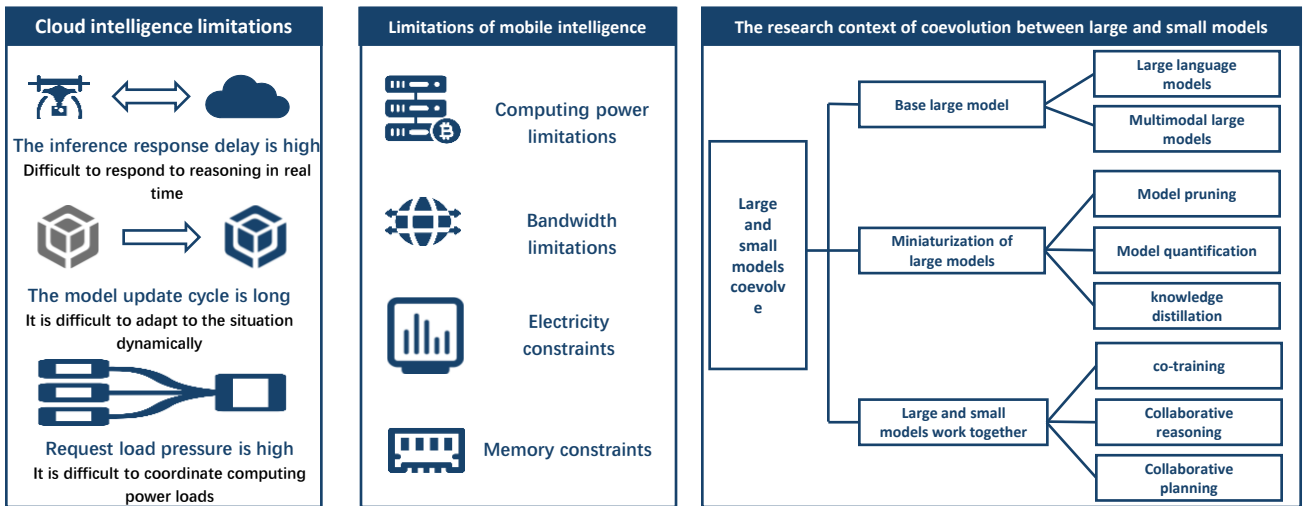 Cloud intelligence limitations
The inference response delay is high
Difficult to respond to reasoning in real
time
The model update cycle is long
It is difficult to adapt to the situation
dynamically
Request load pressure is high
It is difficult to coordinate computing
power loads
Limitations of mobile intelligence
Computing power
limitations
Bandwidth
limitations
Electricity
constraints
Memory constraints
The research context of coevolution between large and small models
Large
and
small
models
coevolv
e
Base large model
Large language
models
Multimodal large
models
Miniaturization of
large models
Model pruning
Model quantification
knowledge
distillation
Large and small
models work together
co-training
Collaborative
reasoning
Collaborative
planning